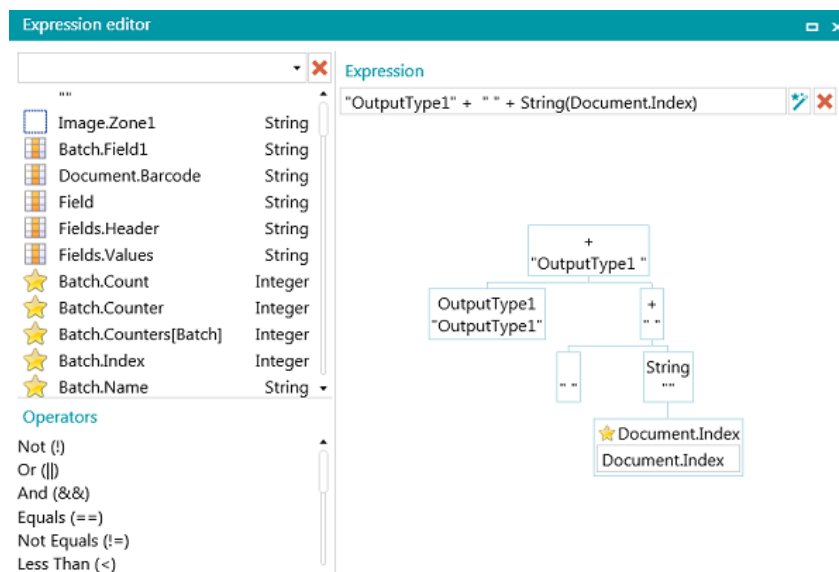 Expression editor
""
Image.Zone1 String
Batch.Field1 String
Document.Barcode String
Field String
Fields.Header String
Fields.Values String
Batch.Count Integer
Batch.Counter Integer
Batch.Counters[Batch] Integer
Batch.Index Integer
Batch.Name String
Operators
Not (!)
Or (||)
And (&&)
Equals (==)
Not Equals (!=)
Less Than (<)
Expression
"OutputType1" + " " + String(Document.Index)
+
"OutputType1 "
OutputType1
"OutputType1"
+
" "
" "
String
""
Document.Index
Document.Index